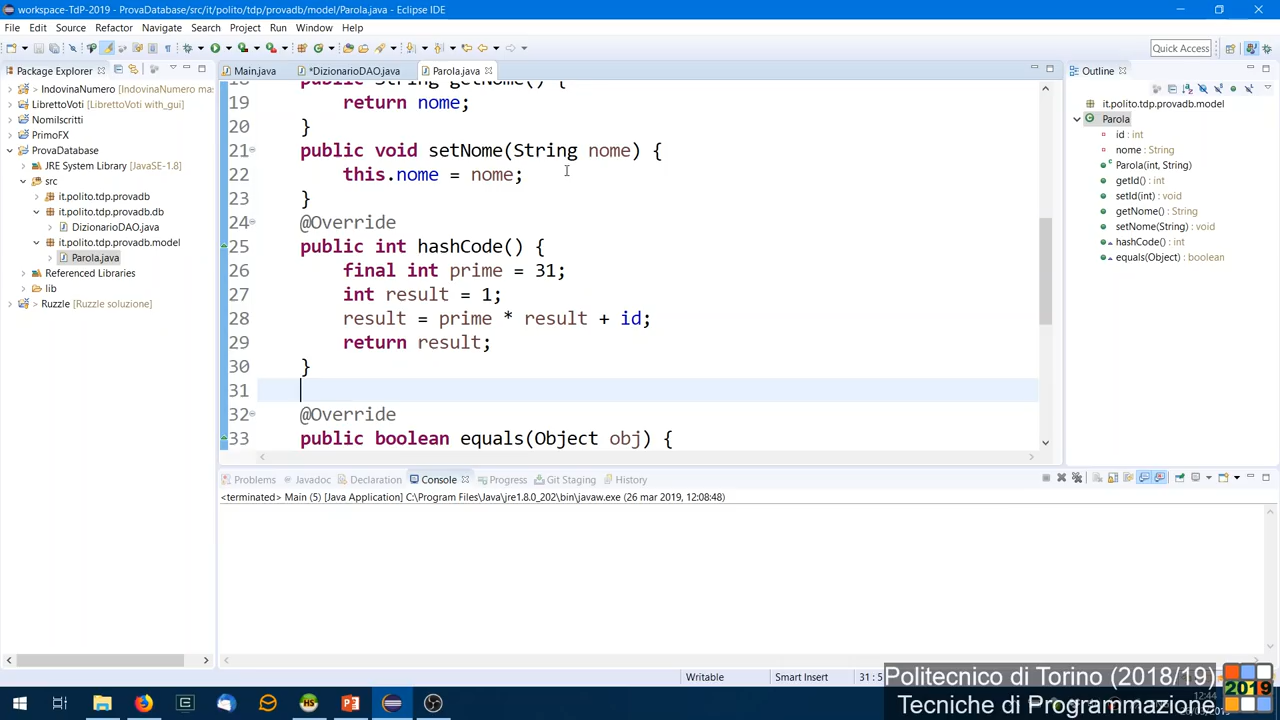 workspace-TdP-2019 - ProvaDatabase/src/it/polito/tdp/provadb/model/Parola.java - Eclipse IDE
File Edit Source Refactor Navigate Search Project Run Window Help
Quick Access
Package Explorer
IndovinaNumero [IndovinaNumero ma
LibrettoVoti [LibrettoVoti with_gui]
NomiIscritti
PrimoFX
ProvaDatabase
JRE System Library [JavaSE-1.8]
src
it.polito.tdp.provadb
it.polito.tdp.provadb.db
DizionarioDAO.java
it.polito.tdp.provadb.model
Parola.java
Referenced Libraries
lib
> Ruzzle [Ruzzle soluzione]
Main.java *DizionarioDAO.java Parola.java
18 public String getNome() {
19 return nome;
20 }
21 public void setNome(String nome) {
22 this.nome = nome;
23 }
24 @Override
25 public int hashCode() {
26 final int prime = 31;
27 int result = 1;
28 result = prime * result + id;
29 return result;
30 }
31
32 @Override
33 public boolean equals(Object obj) {
Outline
it.polito.tdp.provadb.model
Parola
id : int
nome : String
Parola(int, String)
getId() : int
setId(int) : void
getNome() : String
setNome(String) : void
hashCode() : int
equals(Object) : boolean
Problems Javadoc Declaration Console Progress Git Staging History
<terminated> Main (5) [Java Application] C:\Program Files\Java\jre1.8.0_202\bin\javaw.exe (26 mar 2019, 12:08:48)
Writable Smart Insert 31 : 5
Politecnico di Torino (2018/19)
Tecniche di Programmazione
2019
12:44